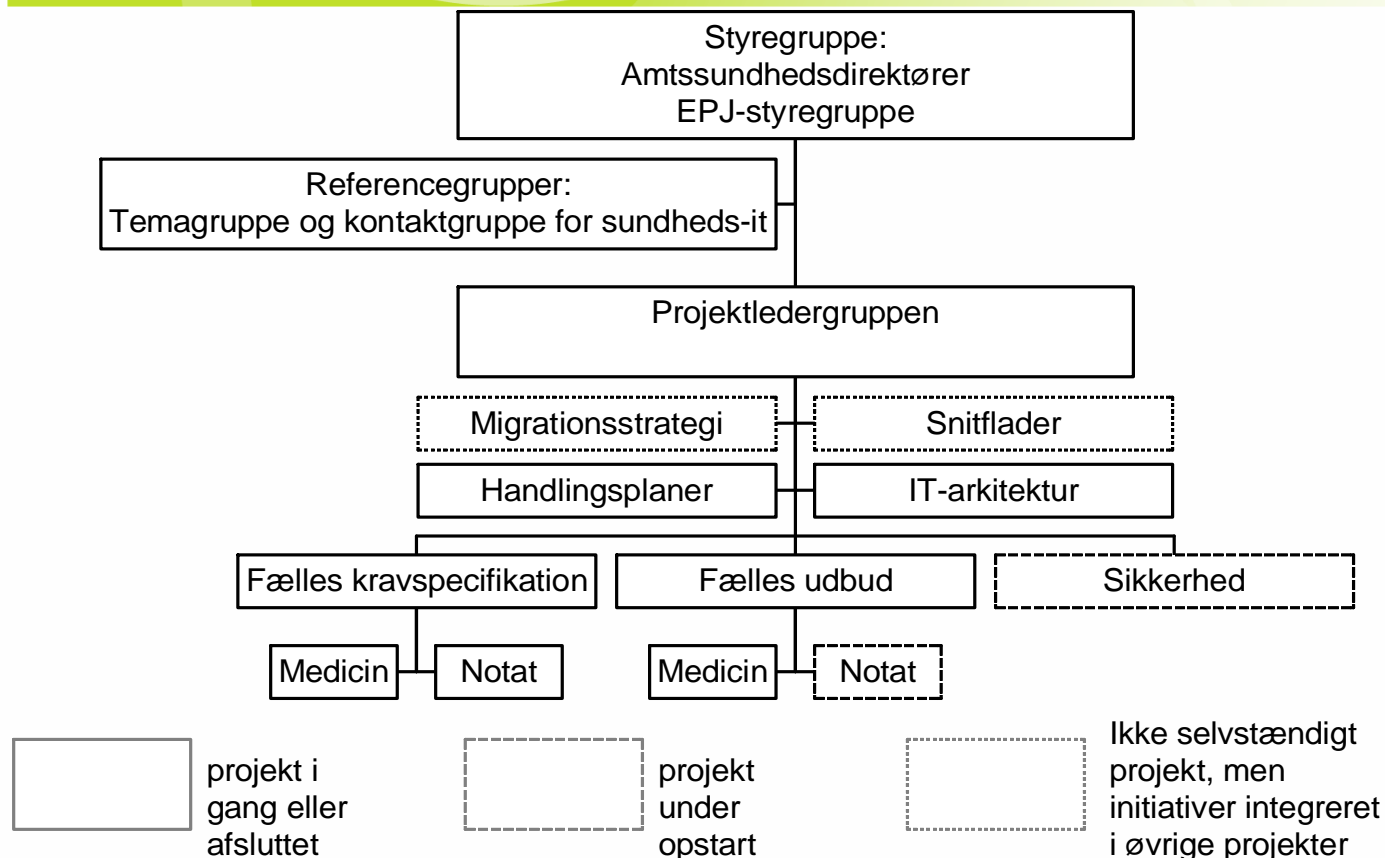 Styregruppe:
Amtssundhedsdirektører
EPJ-styregruppe
Referencegrupper:
Temagruppe og kontaktgruppe for sundheds-it
Projektledergruppen
Migrationsstrategi
Snitflader
Handlingsplaner
IT-arkitektur
Fælles kravspecifikation
Fælles udbud
Sikkerhed
Medicin
Notat
Medicin
Notat
projekt i
gang eller
afsluttet
projekt
under
opstart
Ikke selvstændigt
projekt, men
initiativer integreret
i øvrige projekter